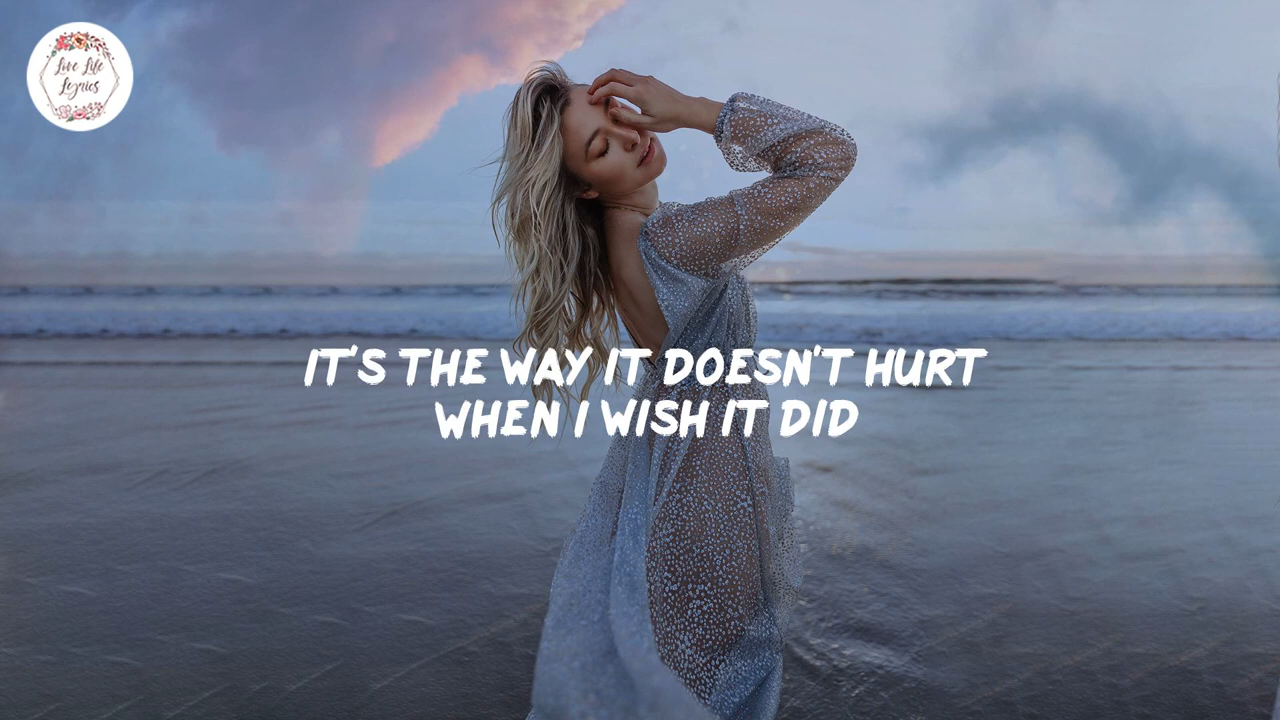 Love Life
Lyrics
IT'S THE WAY IT DOESN'T HURT
WHEN I WISH IT DID